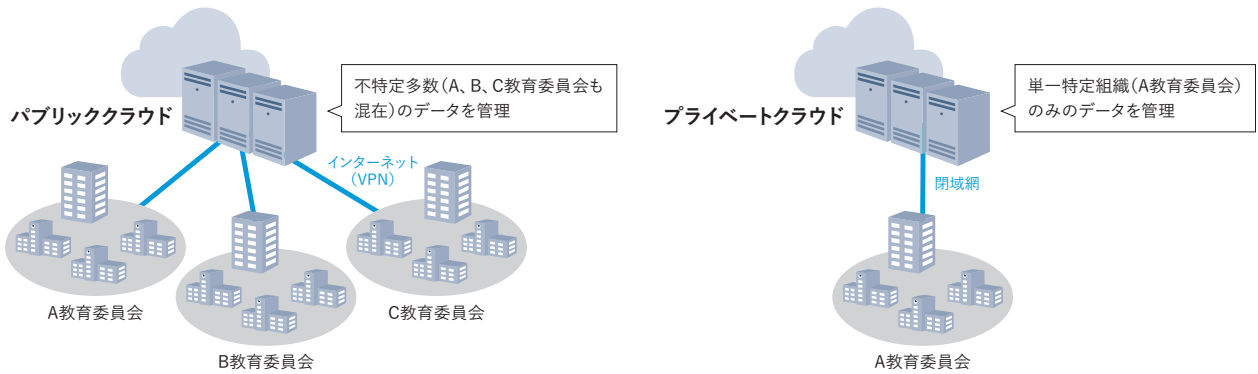 パブリッククラウド
不特定多数（A、B、C教育委員会も
混在）のデータを管理
インターネット
（VPN）
A教育委員会
B教育委員会
C教育委員会
プライベートクラウド
単一特定組織（A教育委員会）
のみのデータを管理
閉域網
A教育委員会